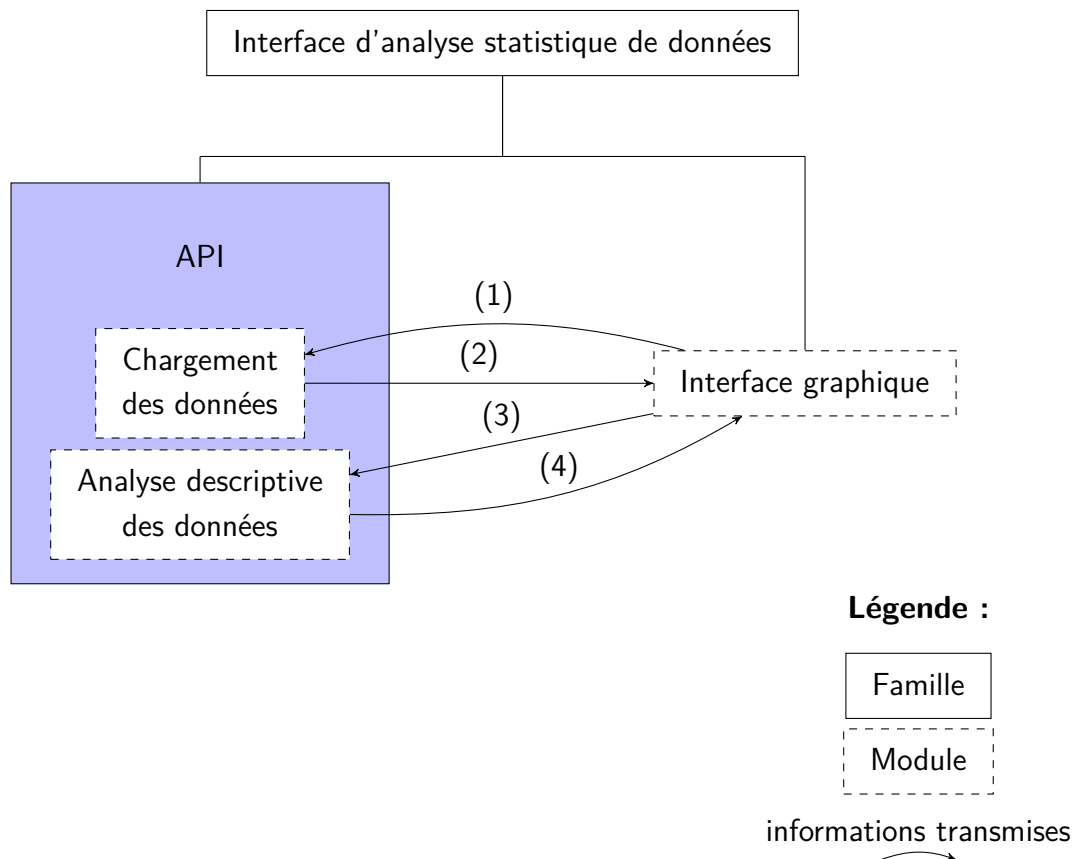 Interface d'analyse statistique de données
API
(1)
Chargement
des données
(2)
Interface graphique
(3)
Analyse descriptive
des données
(4)
Légende :
Famille
Module
informations transmises